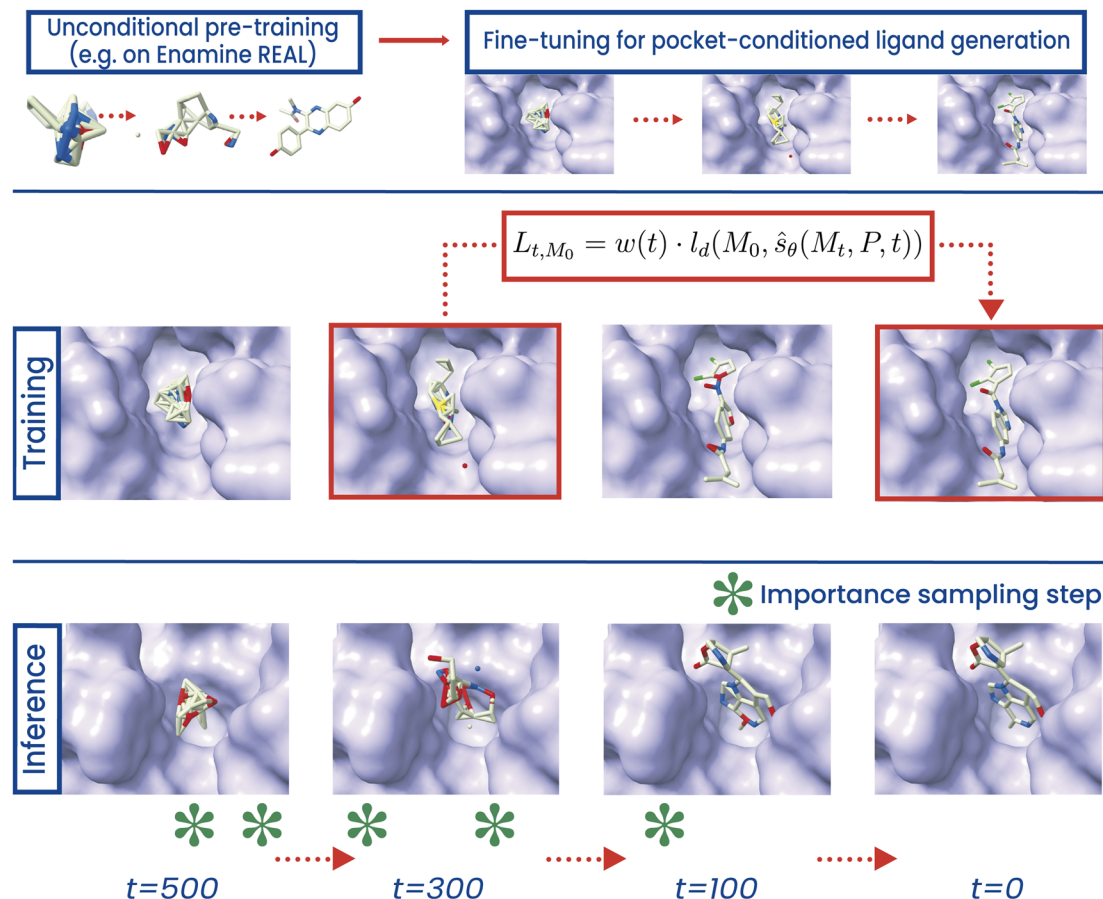 Unconditional pre-training
(e.g. on Enamine REAL)
Fine-tuning for pocket-conditioned ligand generation
L_{t,M_0} = w(t) · l_d(M_0, ŝ_θ(M_t, P, t))
Training
Importance sampling step
Inference
t=500
t=300
t=100
t=0